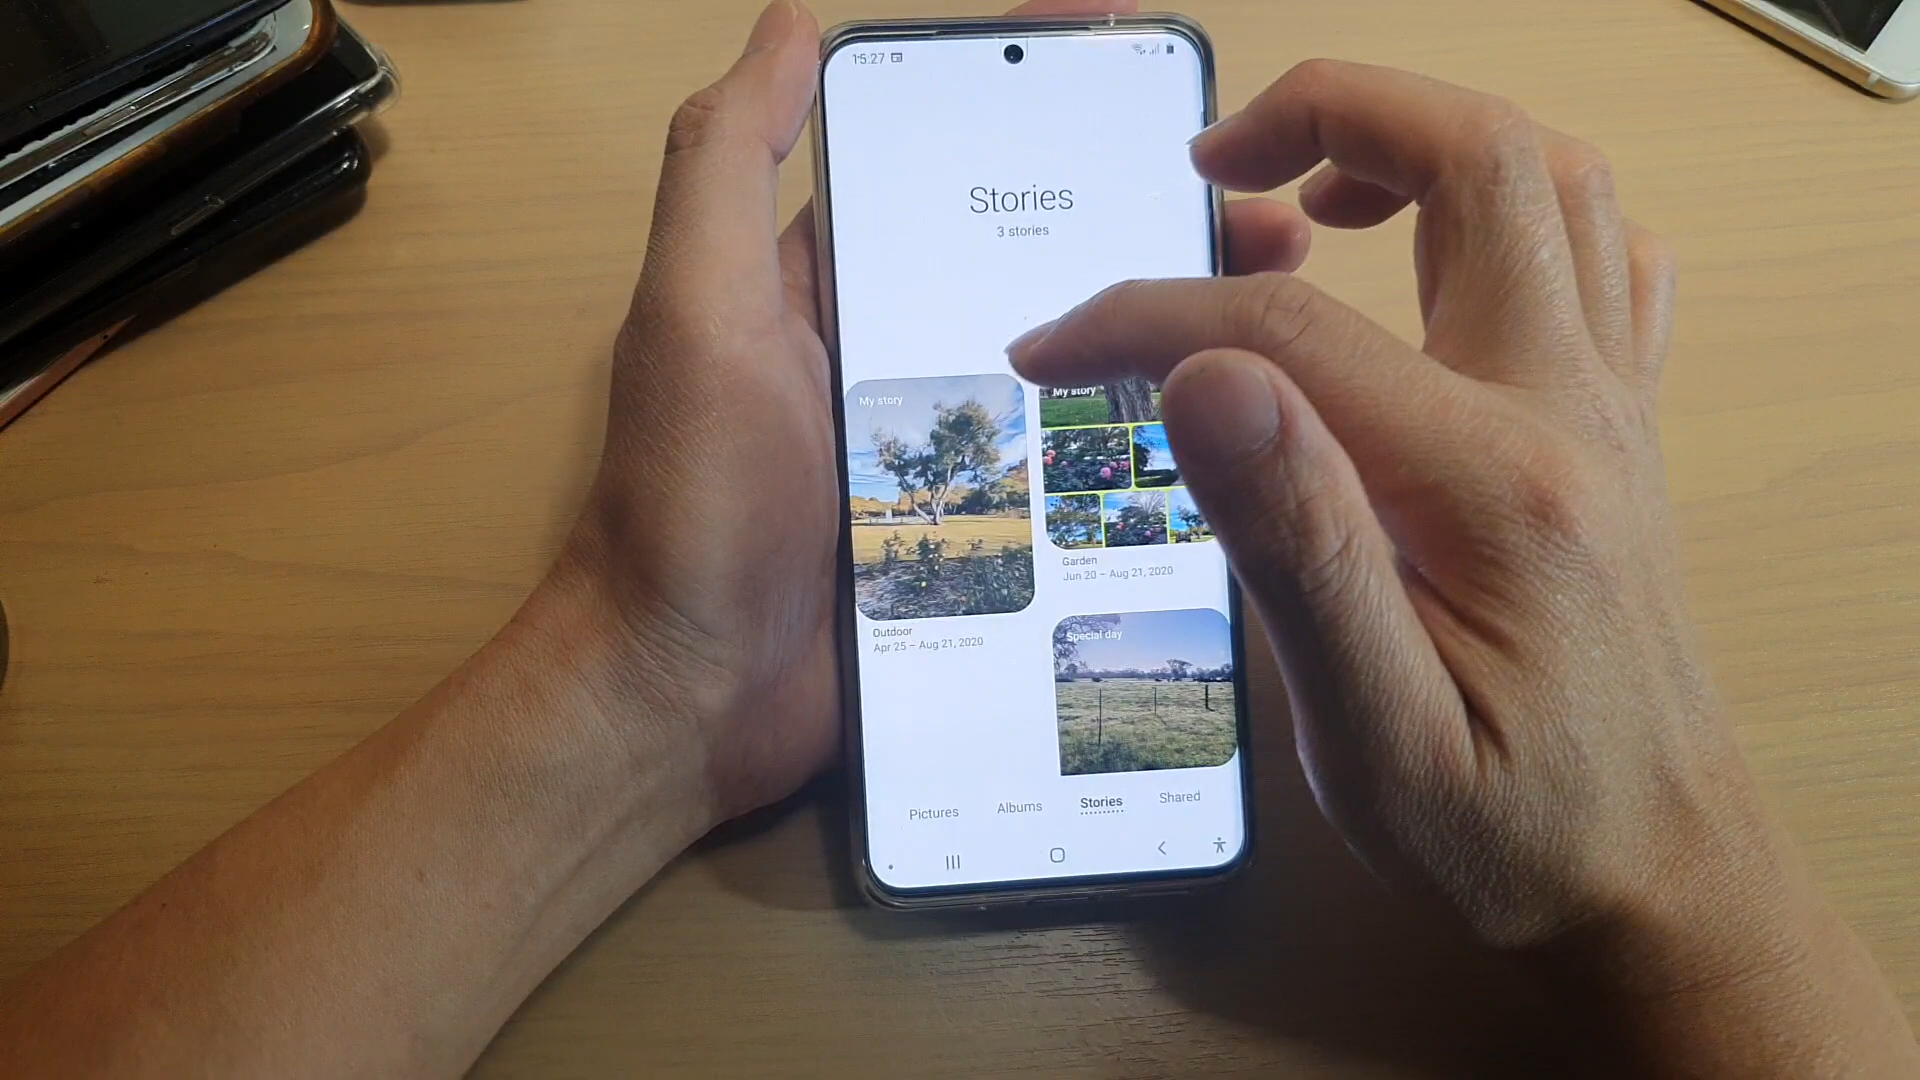 15:27
Stories
3 stories
My story
My story
Garden
Jun 20 – Aug 21, 2020
Outdoor
Apr 25 – Aug 21, 2020
Special day
Pictures
Albums
Stories
Shared